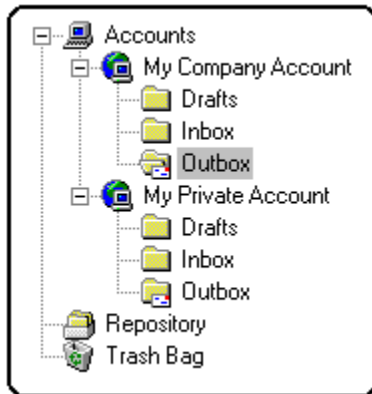 Accounts
My Company Account
Drafts
Inbox
Outbox
My Private Account
Drafts
Inbox
Outbox
Repository
Trash Bag